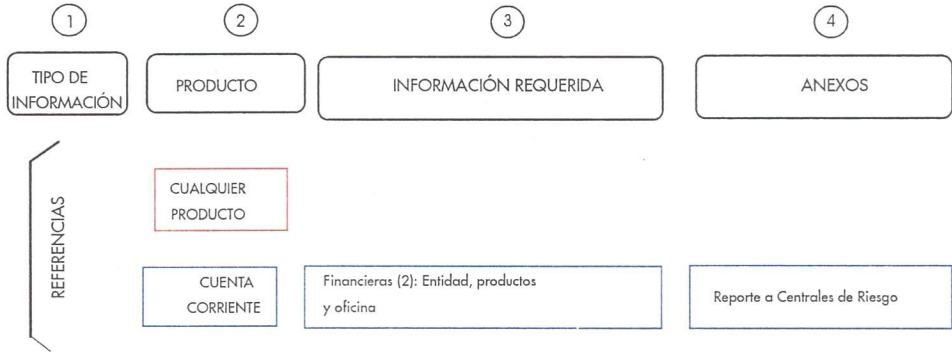 1
2
3
4
TIPO DE
INFORMACIÓN
PRODUCTO
INFORMACIÓN REQUERIDA
ANEXOS
REFERENCIAS
CUALQUIER
PRODUCTO
CUENTA
CORRIENTE
Financieras (2): Entidad, productos
y oficina
Reporte a Centrales de Riesgo